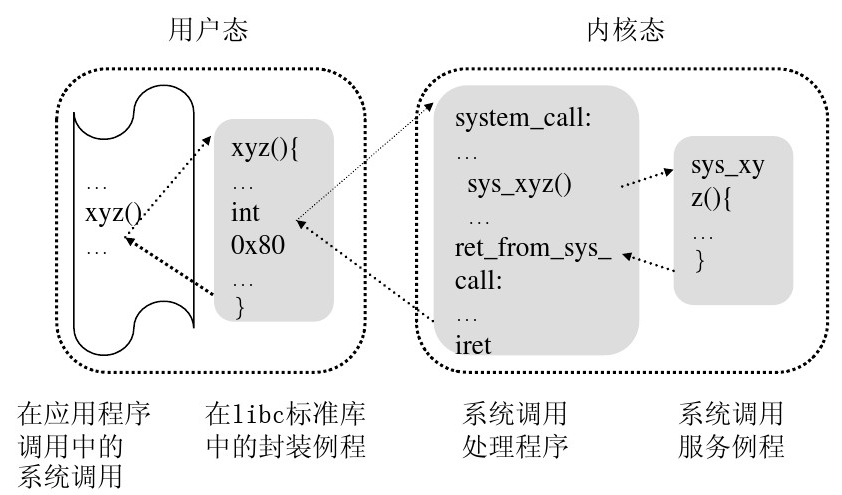 用户态
内核态
...
xyz()
...
xyz(){
...
int
0x80
...
}
system_call:
...
sys_xyz()
...
ret_from_sys_
call:
...
iret
sys_xy
z(){
...
}
在应用程序
调用中的
系统调用
在libc标准库
中的封装例程
系统调用
处理程序
系统调用
服务例程